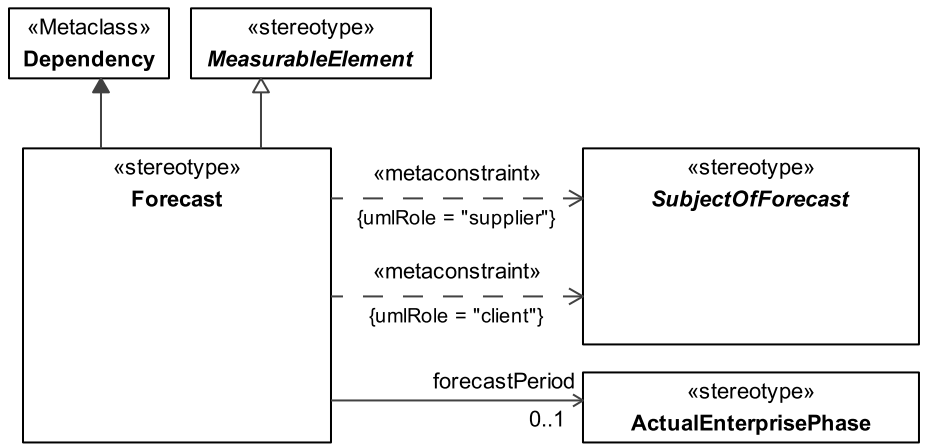 «Metaclass»
Dependency
«stereotype»
MeasurableElement
«stereotype»
Forecast
«metaconstraint»
{umlRole = "supplier"}
«metaconstraint»
{umlRole = "client"}
«stereotype»
SubjectOfForecast
forecastPeriod
0..1
«stereotype»
ActualEnterprisePhase